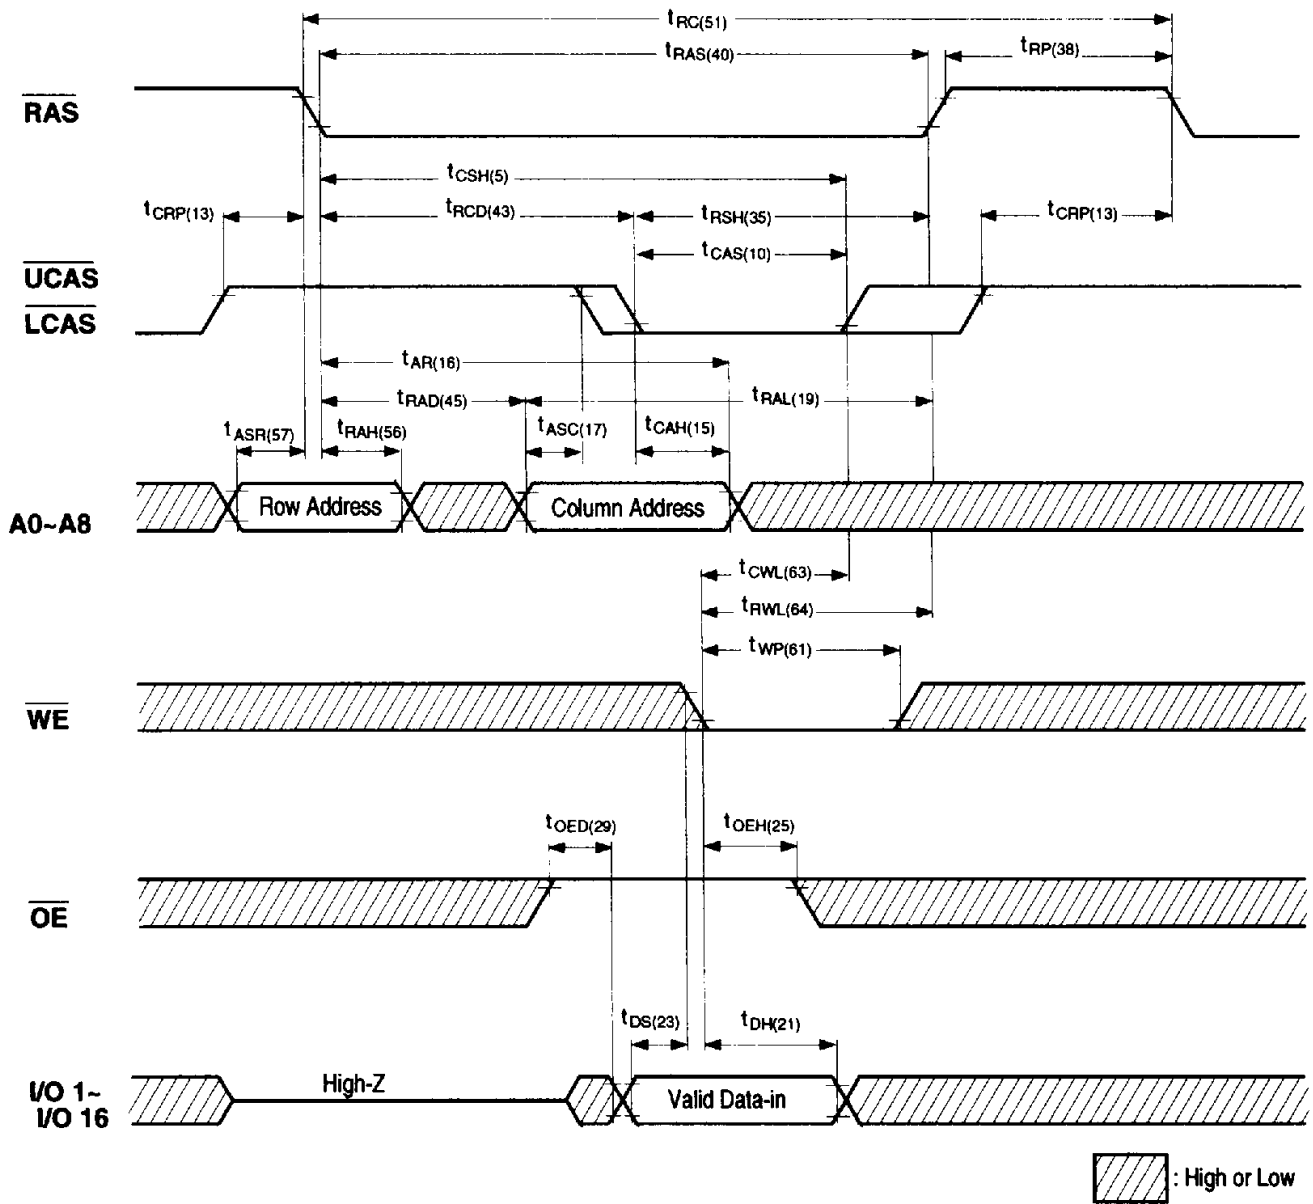 tRC(51)
tRAS(40)
tRP(38)
RAS
tCSH(5)
tCRP(13)
tRCD(43)
tRSH(35)
tCRP(13)
tCAS(10)
UCAS
LCAS
tAR(16)
tRAD(45)
tRAL(19)
tASR(57)
tRAH(56)
tASC(17)
tCAH(15)
A0~A8
Row Address
Column Address
tCWL(63)
tRWL(64)
tWP(61)
WE
tOED(29)
tOEH(25)
OE
tDS(23)
tDH(21)
I/O 1~
I/O 16
High-Z
Valid Data-in
: High or Low